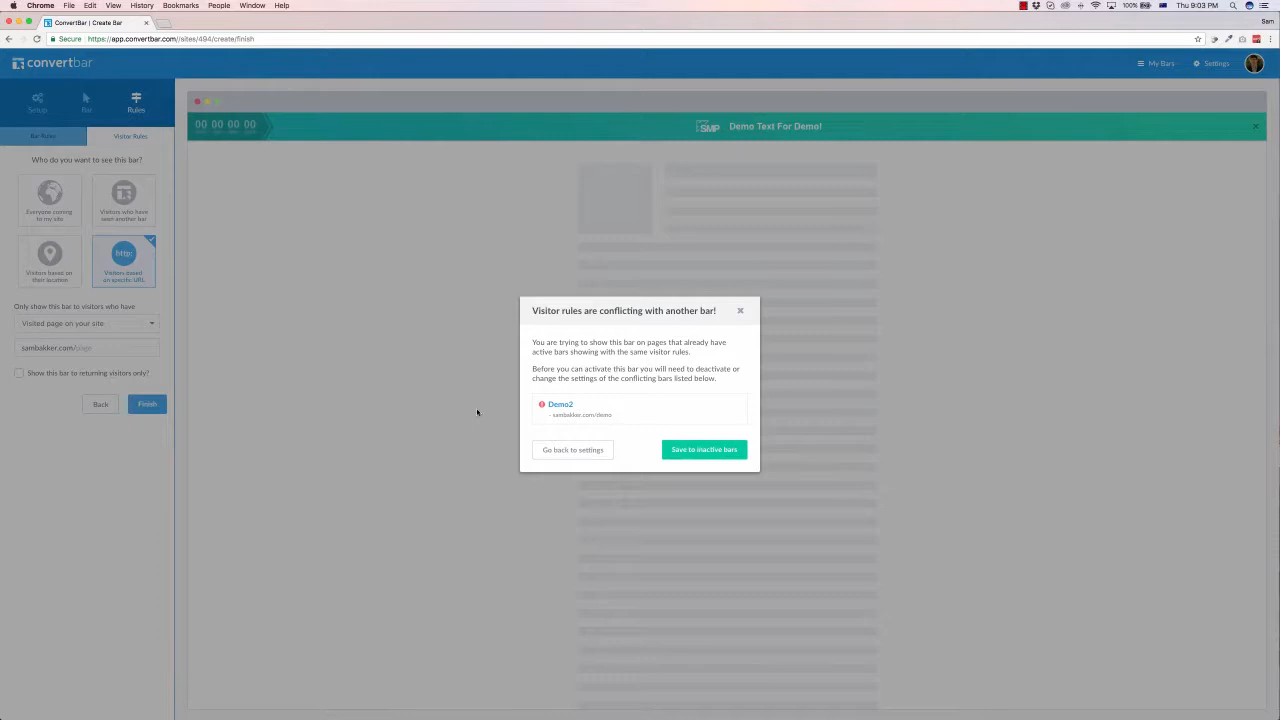 Chrome File Edit View History Bookmarks People Window Help
100% Thu 9:03 PM
ConvertBar | Create Bar
Sam
Secure https://app.convertbar.com//sites/494/create/finish
convertbar
My Bars
Settings
Setup
Bar
Rules
Bar Rules
Visitor Rules
00 00 00 00
SMP
Demo Text For Demo!
Who do you want to see this bar?
Everyone coming
to my site
Visitors who have
seen another bar
Visitors based on
their location
http:
Visitors based
on specific URL
Only show this bar to visitors who have
Visited page on your site
sambakker.com/page
Show this bar to returning visitors only?
Back
Finish
Visitor rules are conflicting with another bar!
You are trying to show this bar on pages that already have
active bars showing with the same visitor rules.
Before you can activate this bar you will need to deactivate or
change the settings of the conflicting bars listed below.
Demo2
- sambakker.com/demo
Go back to settings
Save to inactive bars